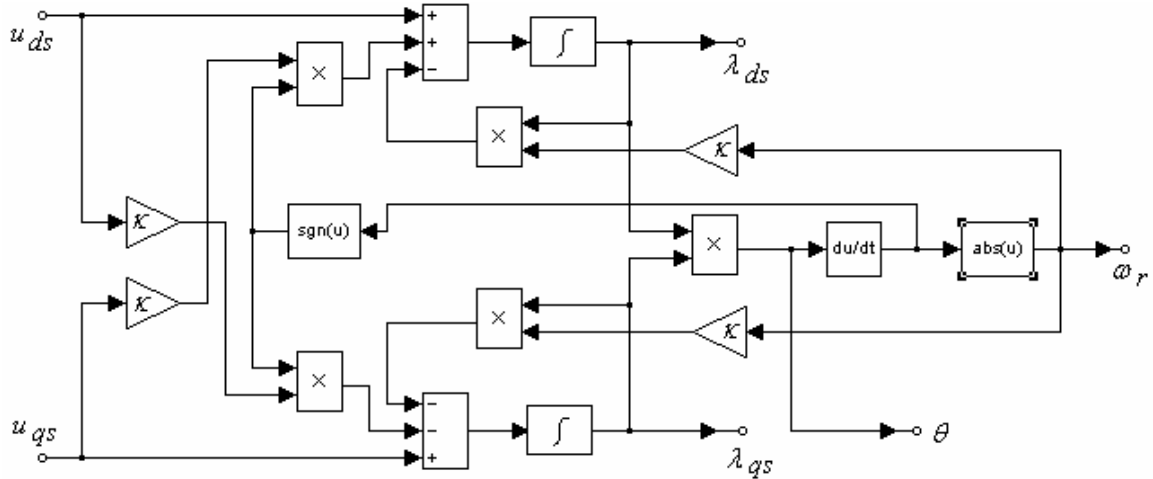 u ds
+
+
−
∫
λ ds
×
×
K
K
sgn(u)
×
du/dt
abs(u)
ω r
K
×
K
×
−
−
+
∫
θ
u qs
λ qs